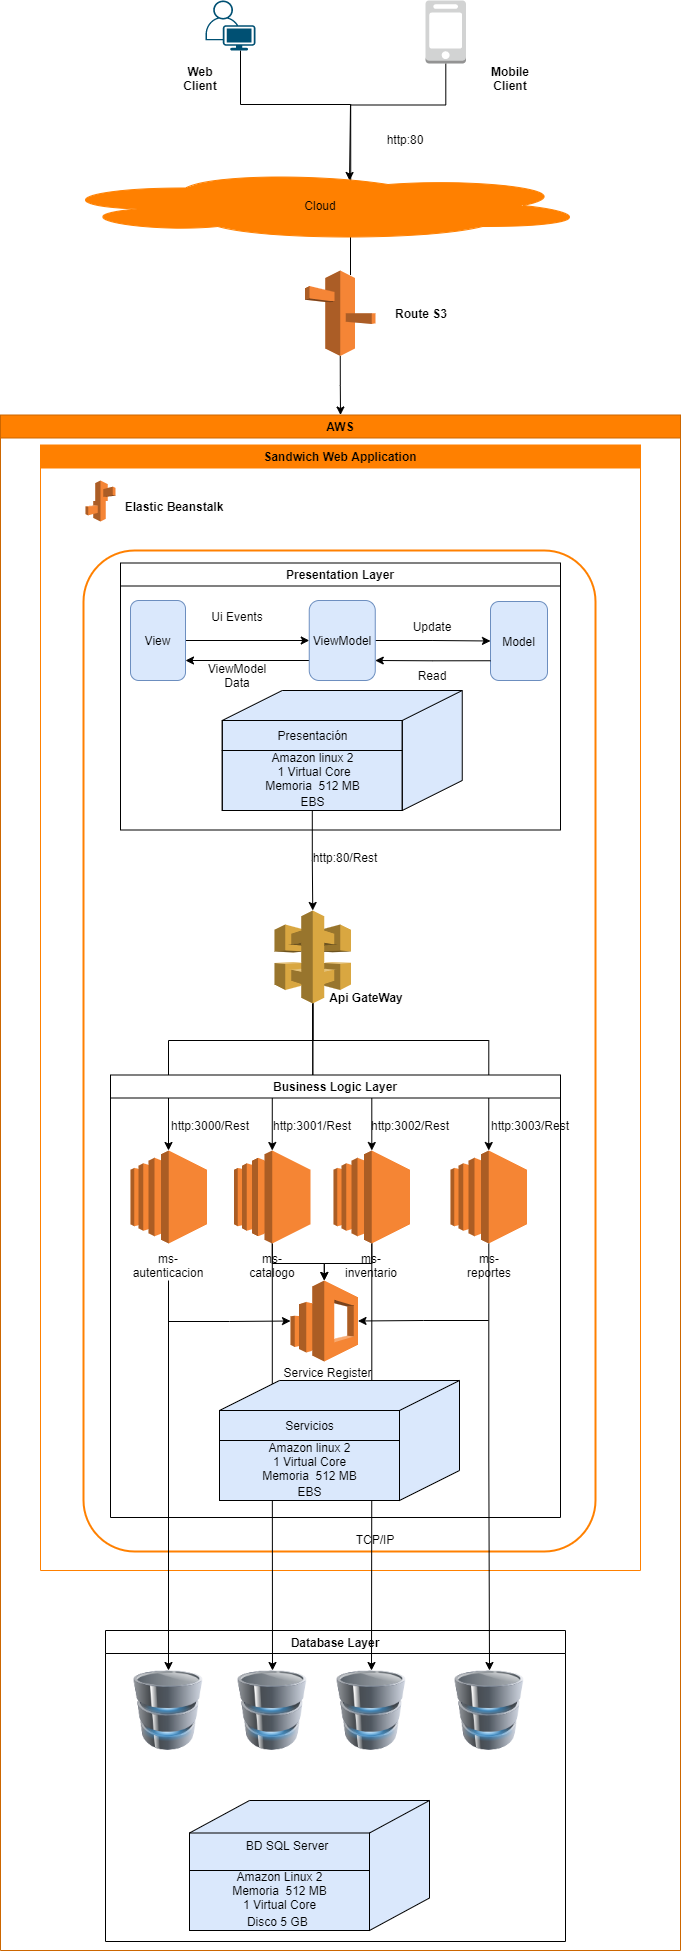 Web
Client
Mobile
Client
http:80
Cloud
Route S3
AWS
Sandwich Web Application
Elastic Beanstalk
Presentation Layer
Ui Events
Update
View
ViewModel
Model
ViewModel
Data
Read
Presentación
Amazon linux 2
1 Virtual Core
Memoria 512 MB
EBS
http:80/Rest
Api GateWay
Business Logic Layer
http:3000/Rest
http:3001/Rest
http:3002/Rest
http:3003/Rest
ms-
autenticacion
ms-
catalogo
ms-
inventario
ms-
reportes
Service Register
Servicios
Amazon linux 2
1 Virtual Core
Memoria 512 MB
EBS
TCP/IP
Database Layer
BD SQL Server
Amazon Linux 2
Memoria 512 MB
1 Virtual Core
Disco 5 GB